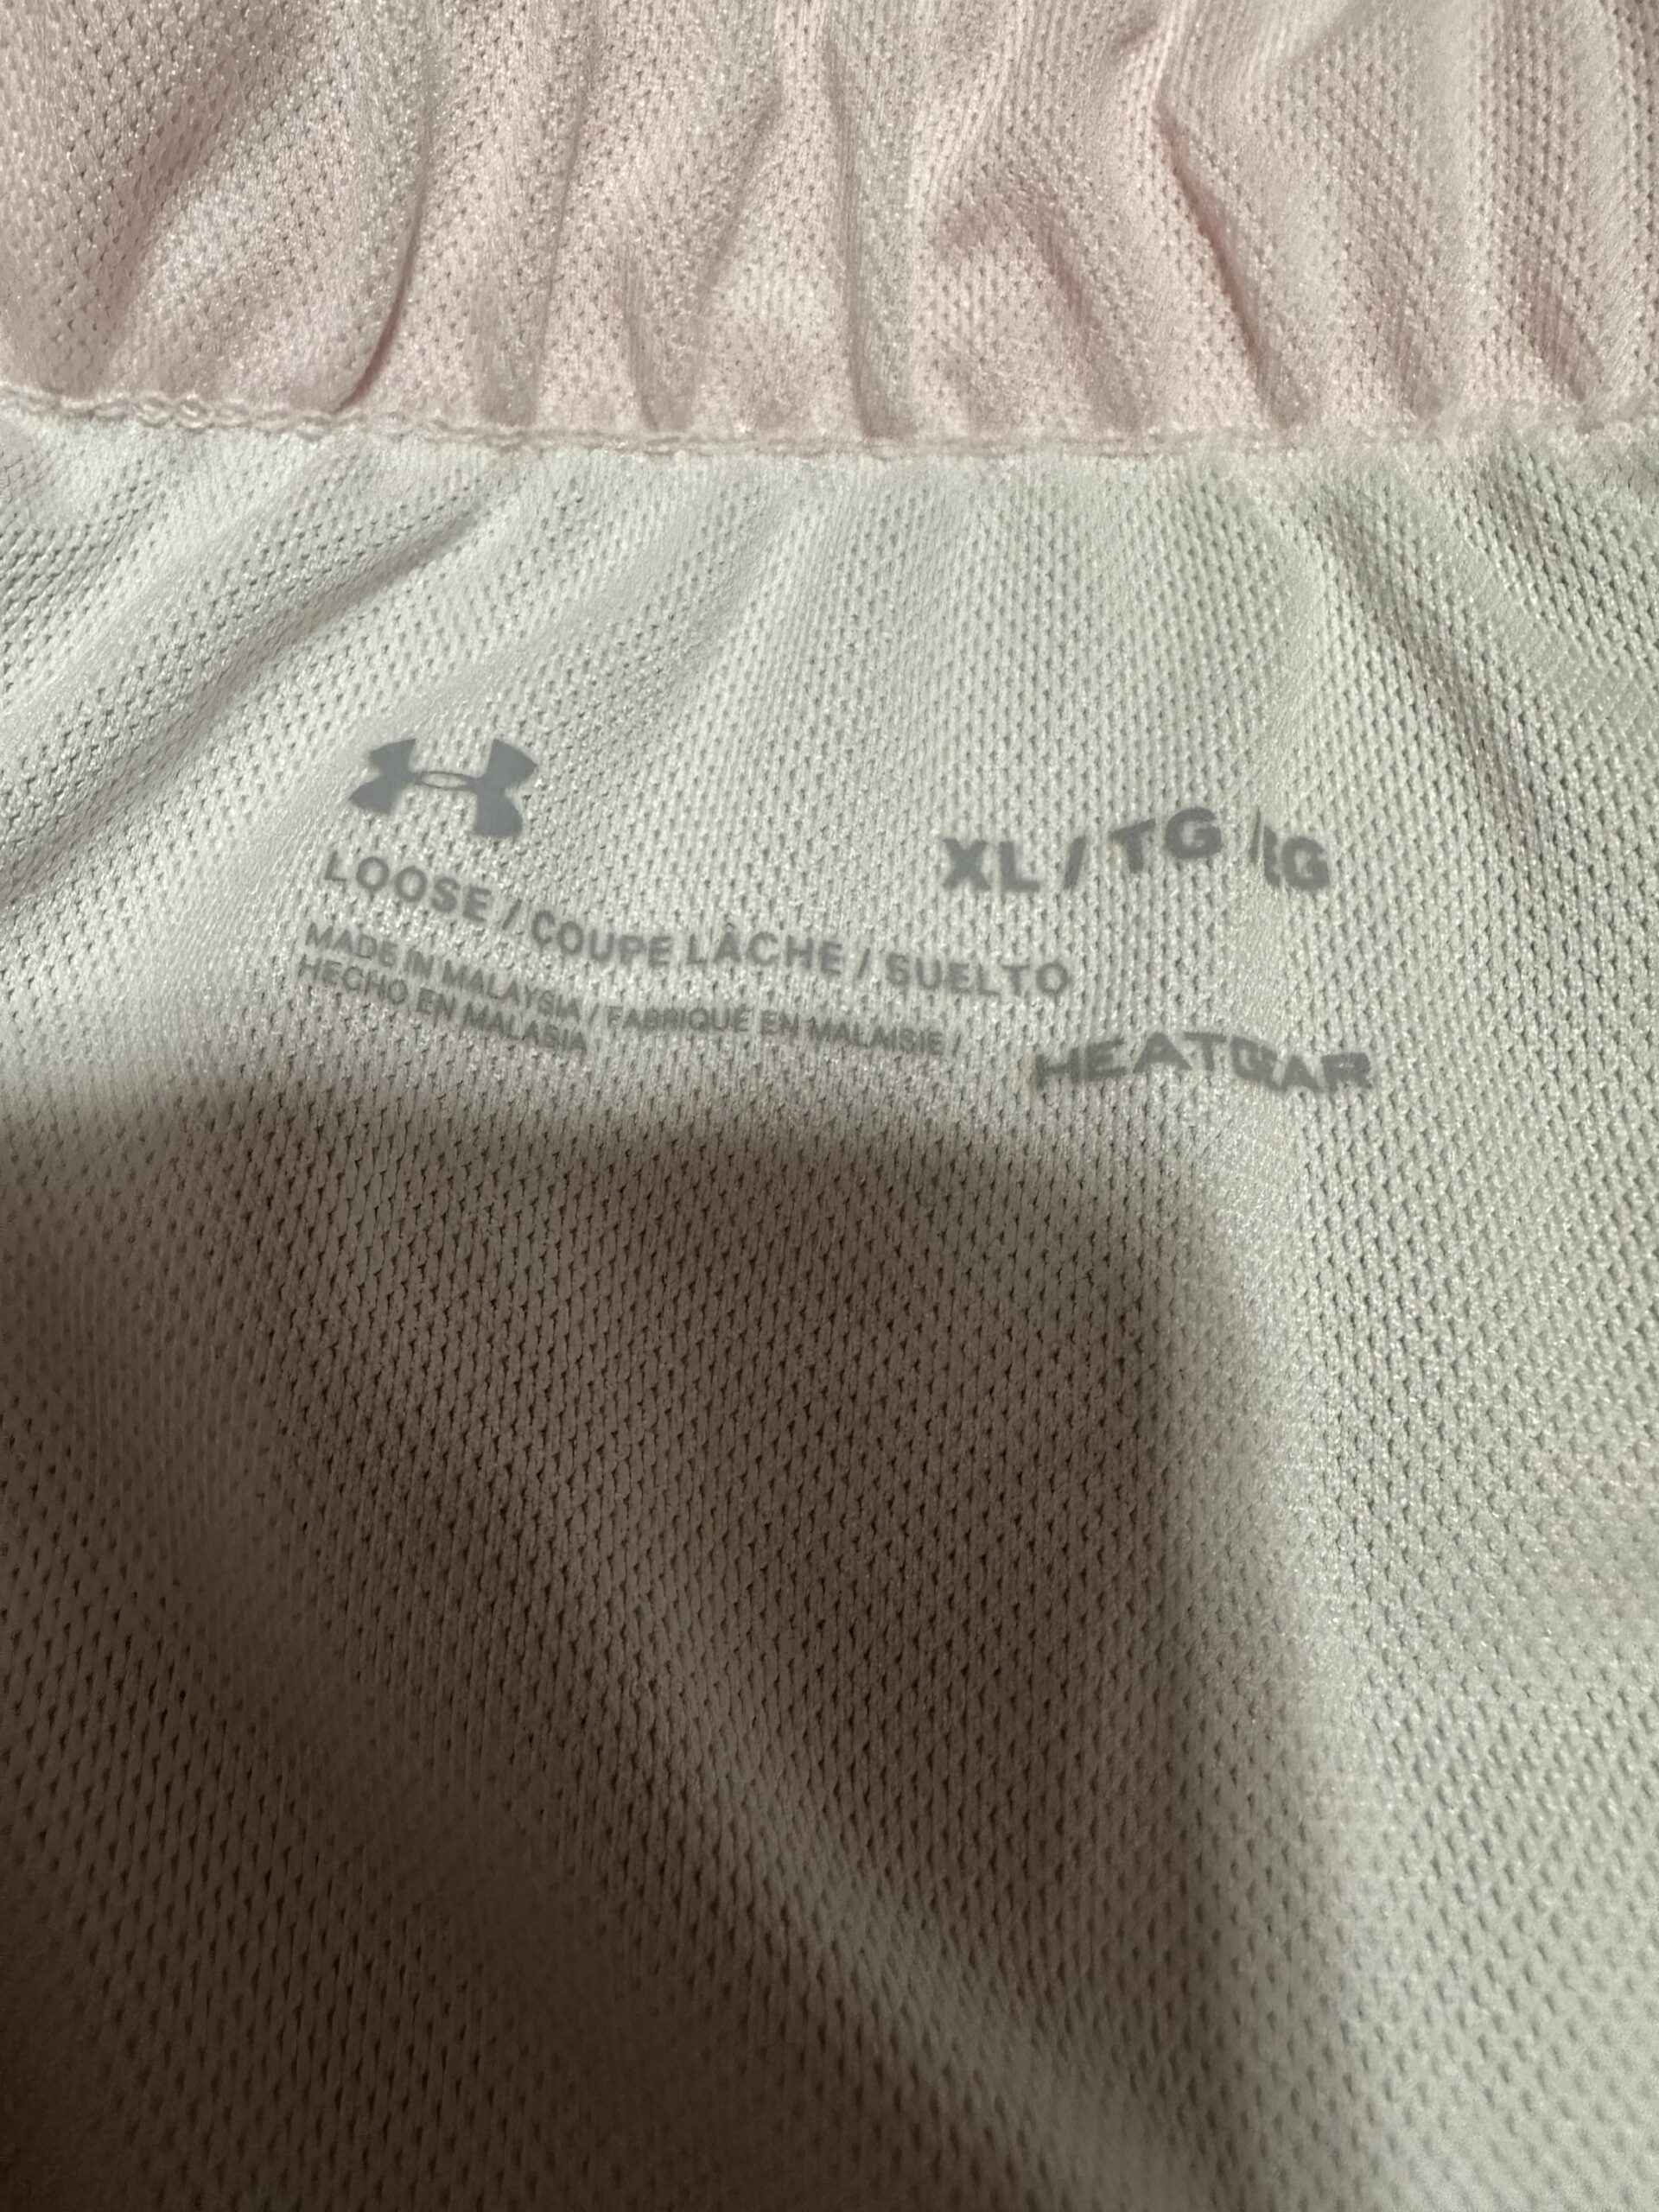 XL / TG
LOOSE / COUPE LÂCHE / SUELTO
MADE IN MALAYSIA / FABRIQUÉ EN MALAISIE /
HECHO EN MALASIA